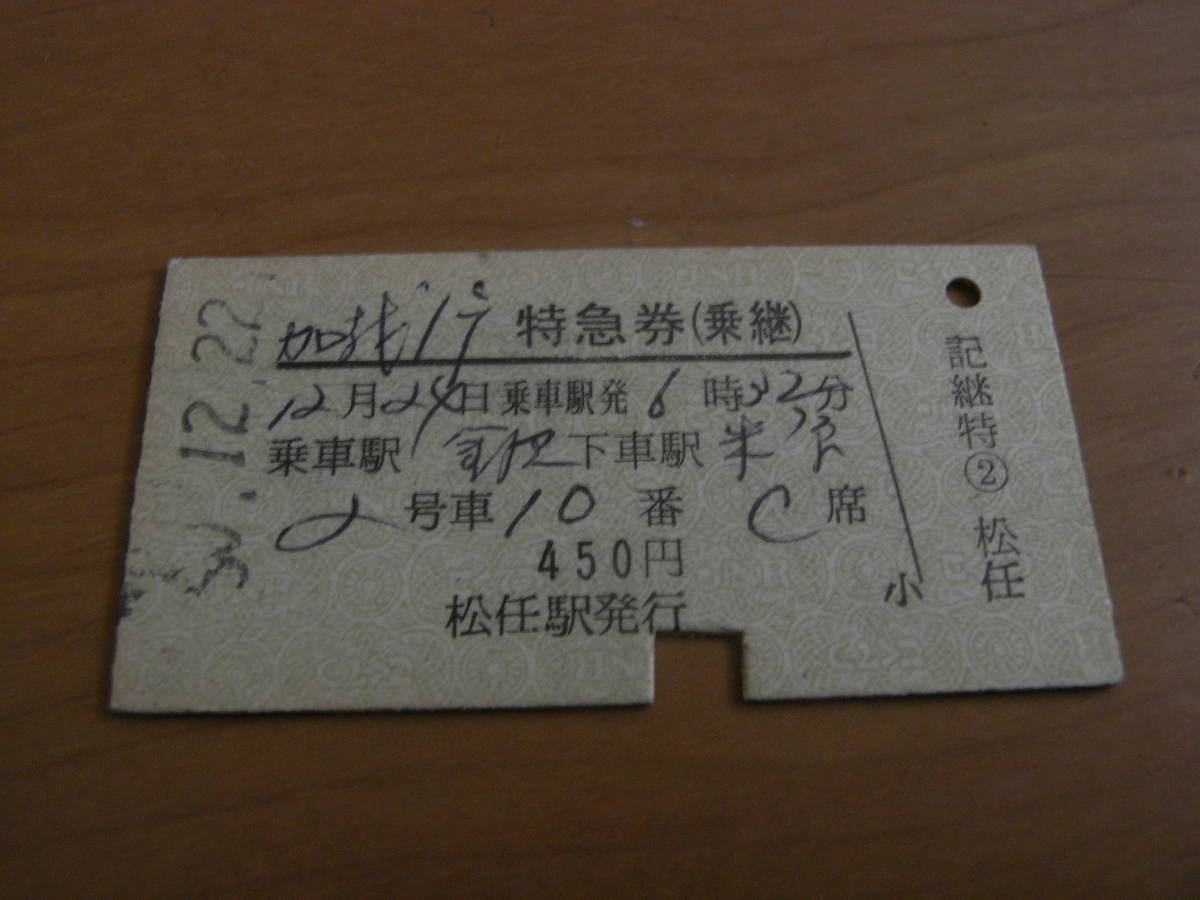 加越1号 特急券(乗継)
12月24日 乗車駅発 6時32分
乗車駅 金沢 下車駅 米原
2号車 10番 C席
450円
松任駅発行
小
記継特② 松任
.12.22
JNR